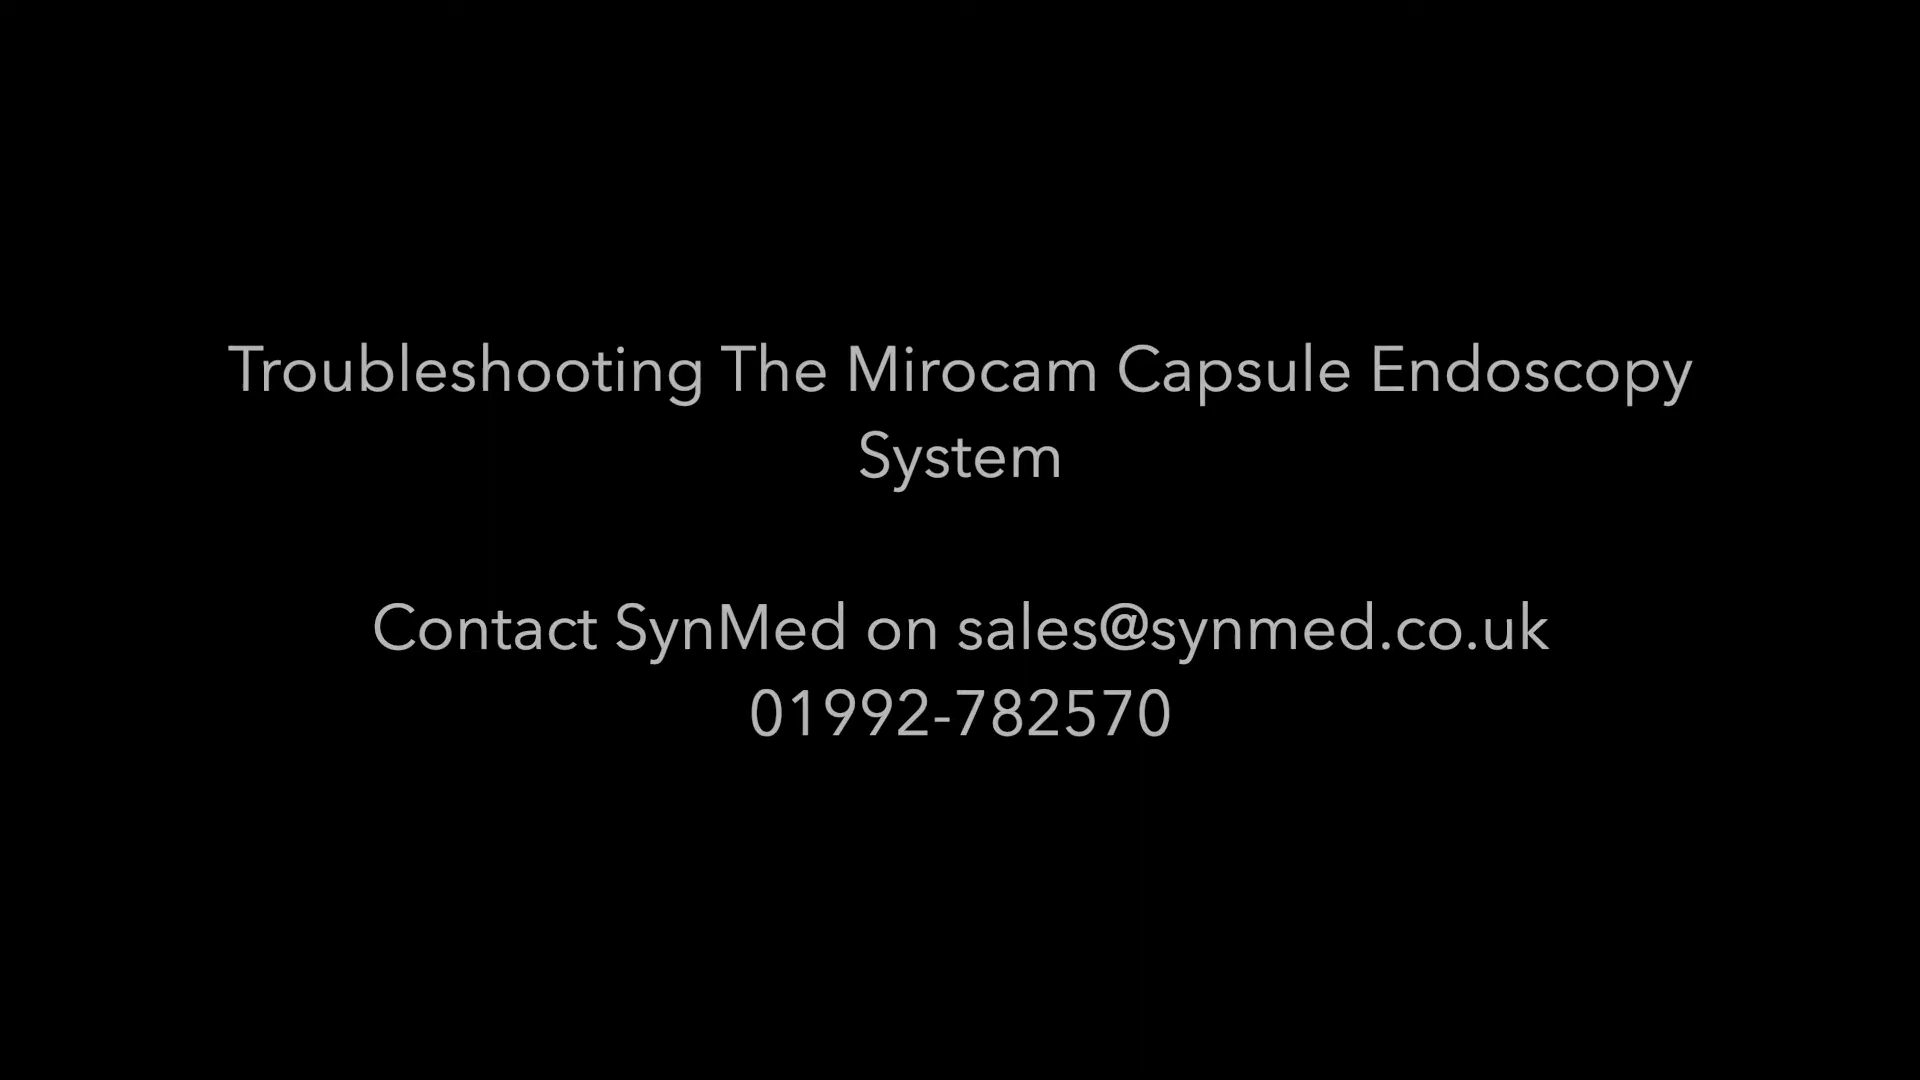 Troubleshooting The Mirocam Capsule Endoscopy
System
Contact SynMed on sales@synmed.co.uk
01992-782570